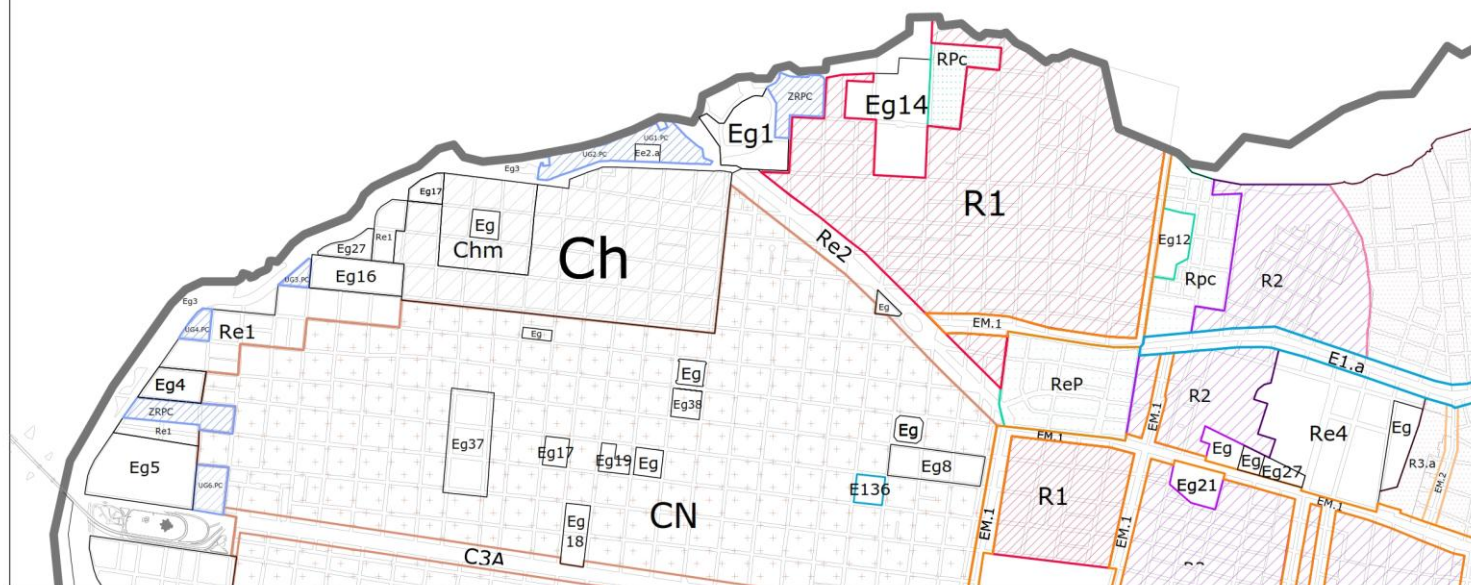 RPc
ZRPC
Eg14
Eg1
UG1.PC
UG2.PC
Ee2.a
Eg3
Eg17
R1
Eg
Re1
Chm
Ch
Re2
Eg12
Eg27
Eg16
UG3.PC
Rpc
R2
Eg3
Eg
UG4.PC
Re1
EM.1
Eg
E1.a
Eg
Eg4
ReP
R2
Eg38
ZRPC
EM.1
Re1
Eg
Eg37
Eg
EM.1
Eg
Re4
Eg17
Eg19
Eg
Eg
Eg5
Eg8
Eg27
R3.a
UG6.PC
E136
Eg21
EM.2
R1
EM.1
CN
Eg
18
EM.1
EM.1
C3A